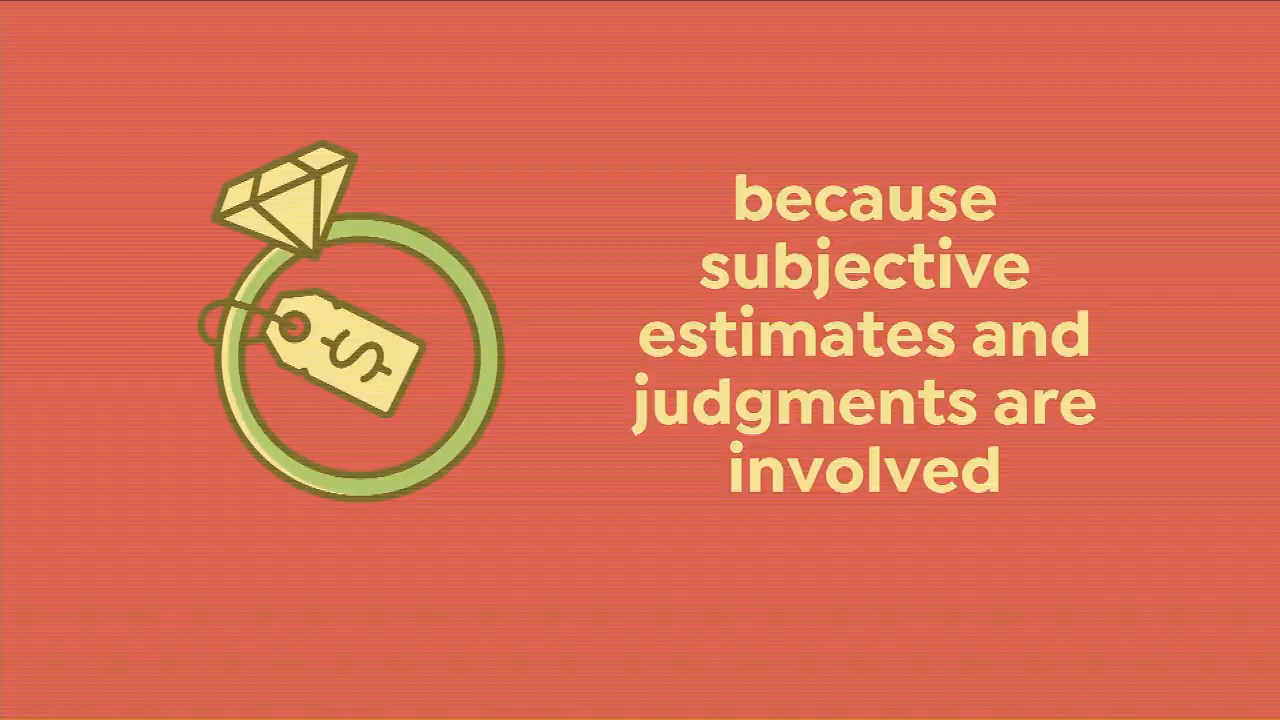 $
because
subjective
estimates and
judgments are
involved